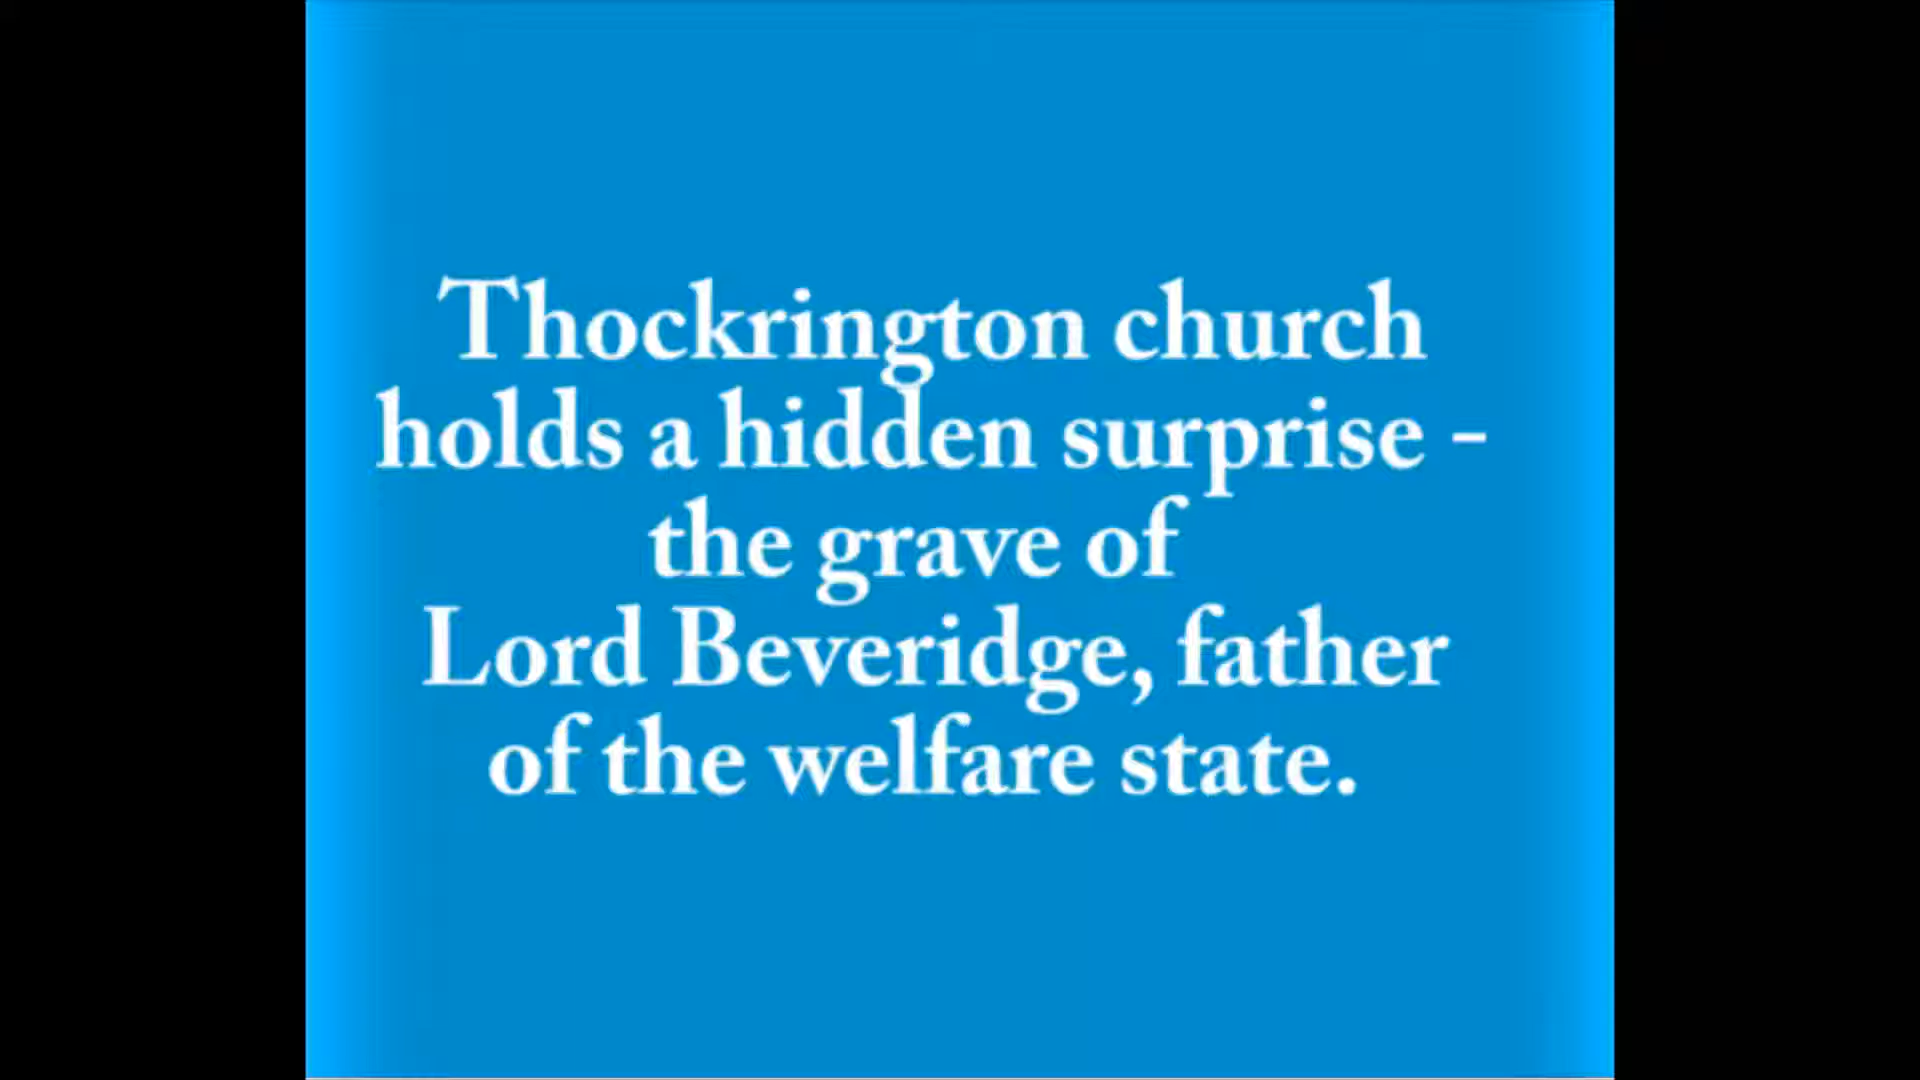 Thockrington church
holds a hidden surprise -
the grave of
Lord Beveridge, father
of the welfare state.